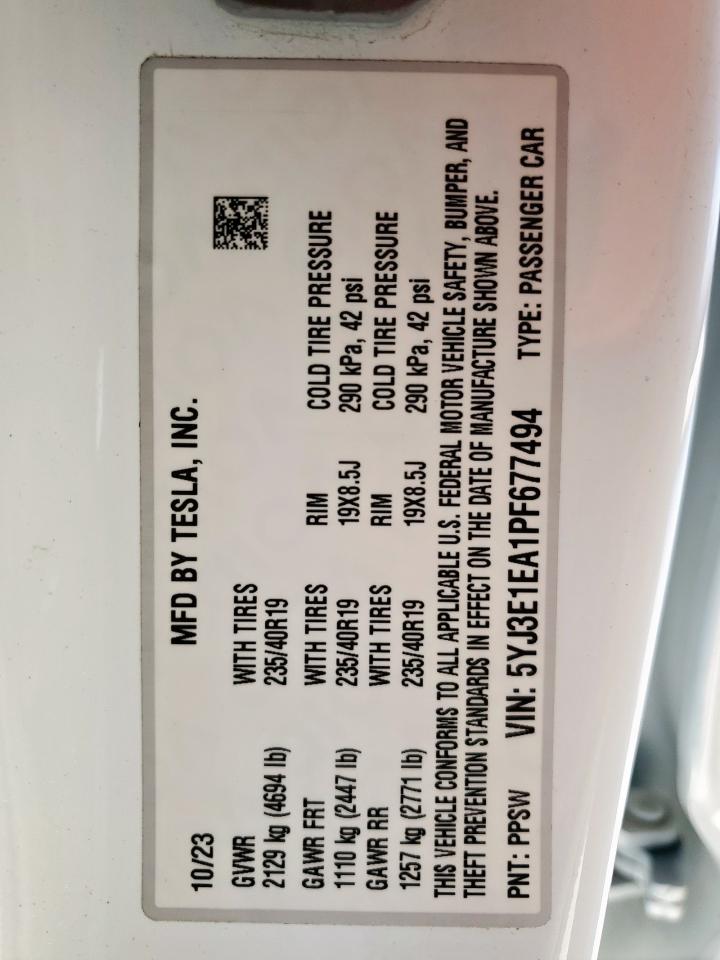 MFD BY TESLA, INC.
10/23
GVWR WITH TIRES
2129 kg (4694 lb) 235/40R19
GAWR FRT WITH TIRES RIM COLD TIRE PRESSURE
1110 kg (2447 lb) 235/40R19 19X8.5J 290 kPa, 42 psi
GAWR RR WITH TIRES RIM COLD TIRE PRESSURE
1257 kg (2771 lb) 235/40R19 19X8.5J 290 kPa, 42 psi
THIS VEHICLE CONFORMS TO ALL APPLICABLE U.S. FEDERAL MOTOR VEHICLE SAFETY, BUMPER, AND
THEFT PREVENTION STANDARDS IN EFFECT ON THE DATE OF MANUFACTURE SHOWN ABOVE.
PNT: PPSW VIN: 5YJ3E1EA1PF677494 TYPE: PASSENGER CAR